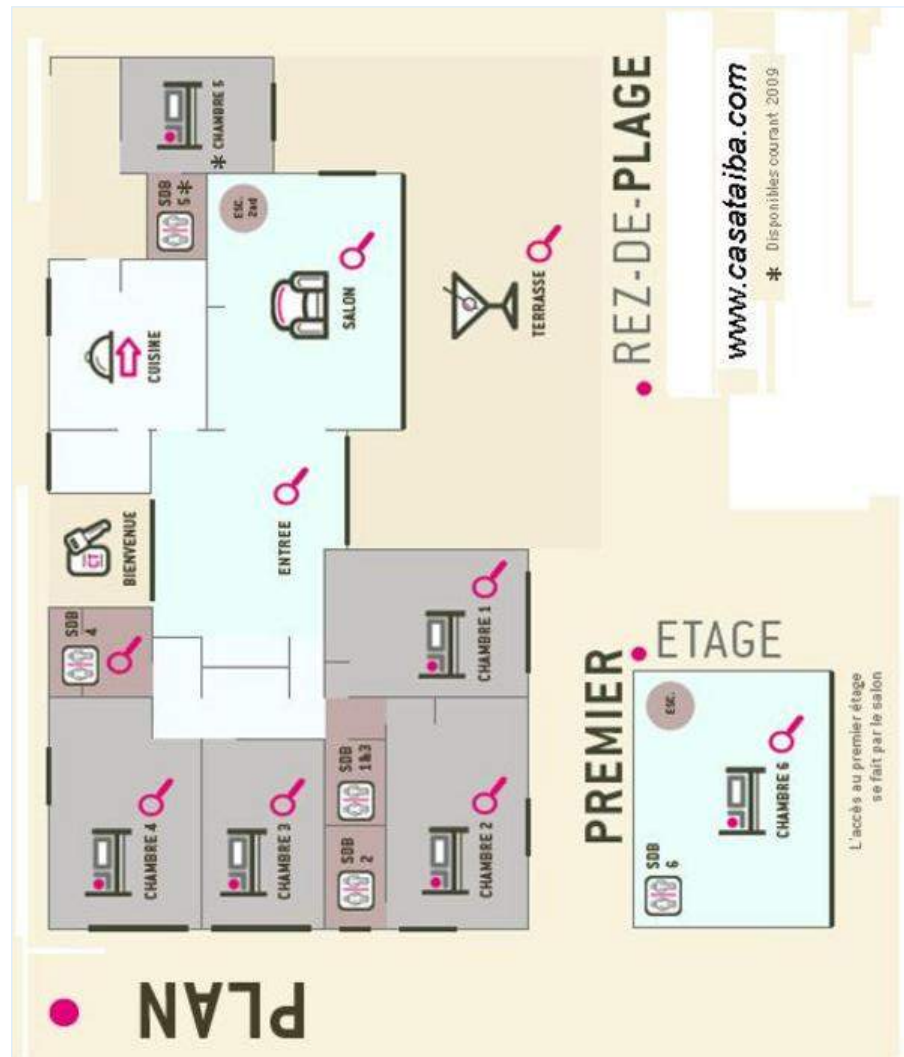 PLAN
SDB
4
CT
BIENVENUE
CUISINE
SDB
5*
* CHAMBRE 5
CHAMBRE 4
CHAMBRE 3
ENTREE
ESC.
2ad
SALON
SDB
2
SDB
1&3
CHAMBRE 2
CHAMBRE 1
TERRASSE
REZ-DE-PLAGE
PREMIER
ETAGE
SDB
6
ESC.
CHAMBRE 6
L'accès au premier étage
se fait par le salon
www.casataiba.com
* Disponibles courant 2009